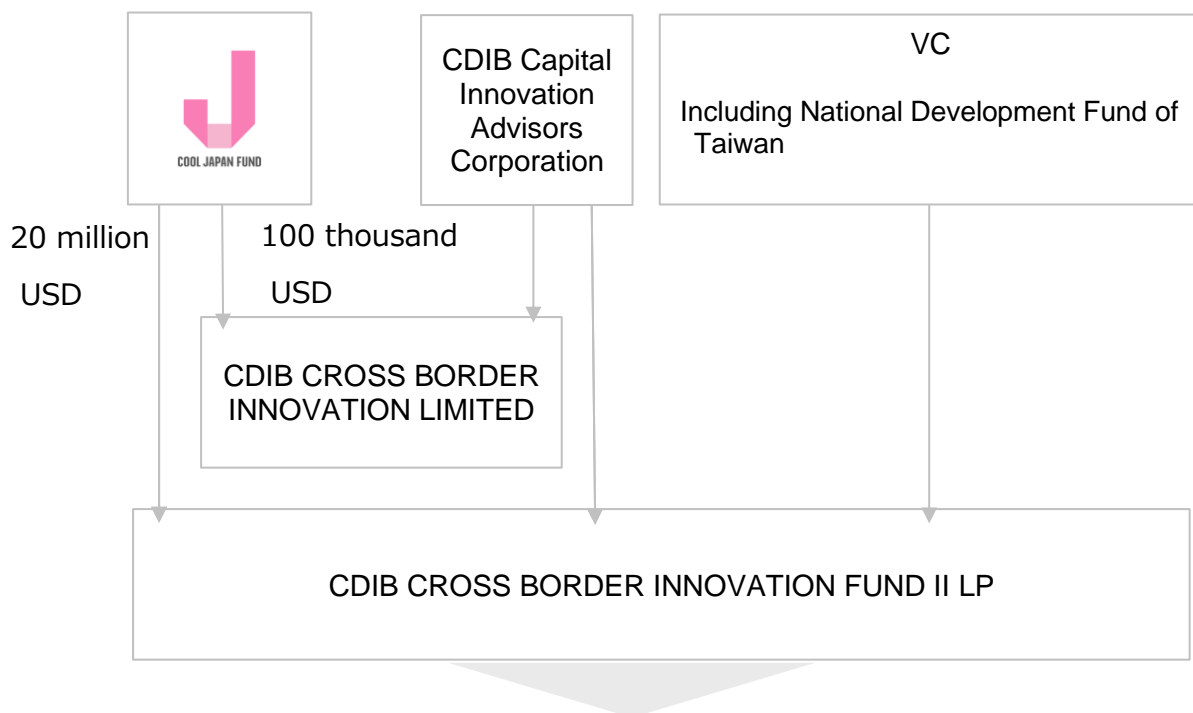 COOL JAPAN FUND
CDIB Capital
Innovation
Advisors
Corporation
VC
Including National Development Fund of
Taiwan
20 million
USD
100 thousand
USD
CDIB CROSS BORDER
INNOVATION LIMITED
CDIB CROSS BORDER INNOVATION FUND II LP